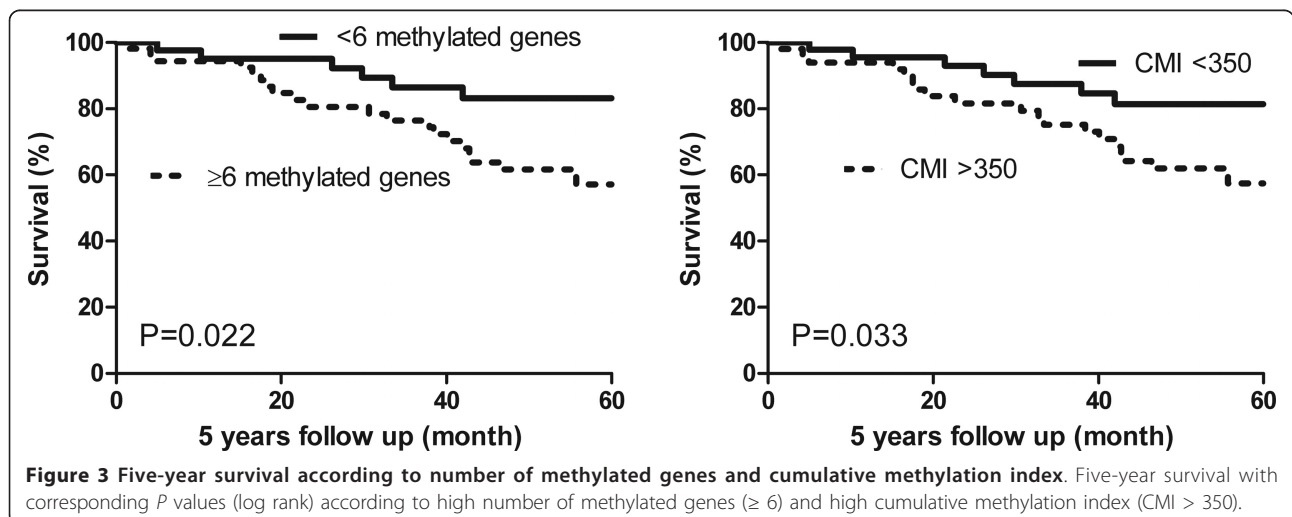 <6 methylated genes
≥6 methylated genes
P=0.022
Survival (%)
100
80
60
40
20
0
0 20 40 60
5 years follow up (month)
CMI <350
CMI >350
P=0.033
Survival (%)
100
80
60
40
20
0
0 20 40 60
5 years follow up (month)
Figure 3 Five-year survival according to number of methylated genes and cumulative methylation index. Five-year survival with
corresponding P values (log rank) according to high number of methylated genes (≥ 6) and high cumulative methylation index (CMI > 350).